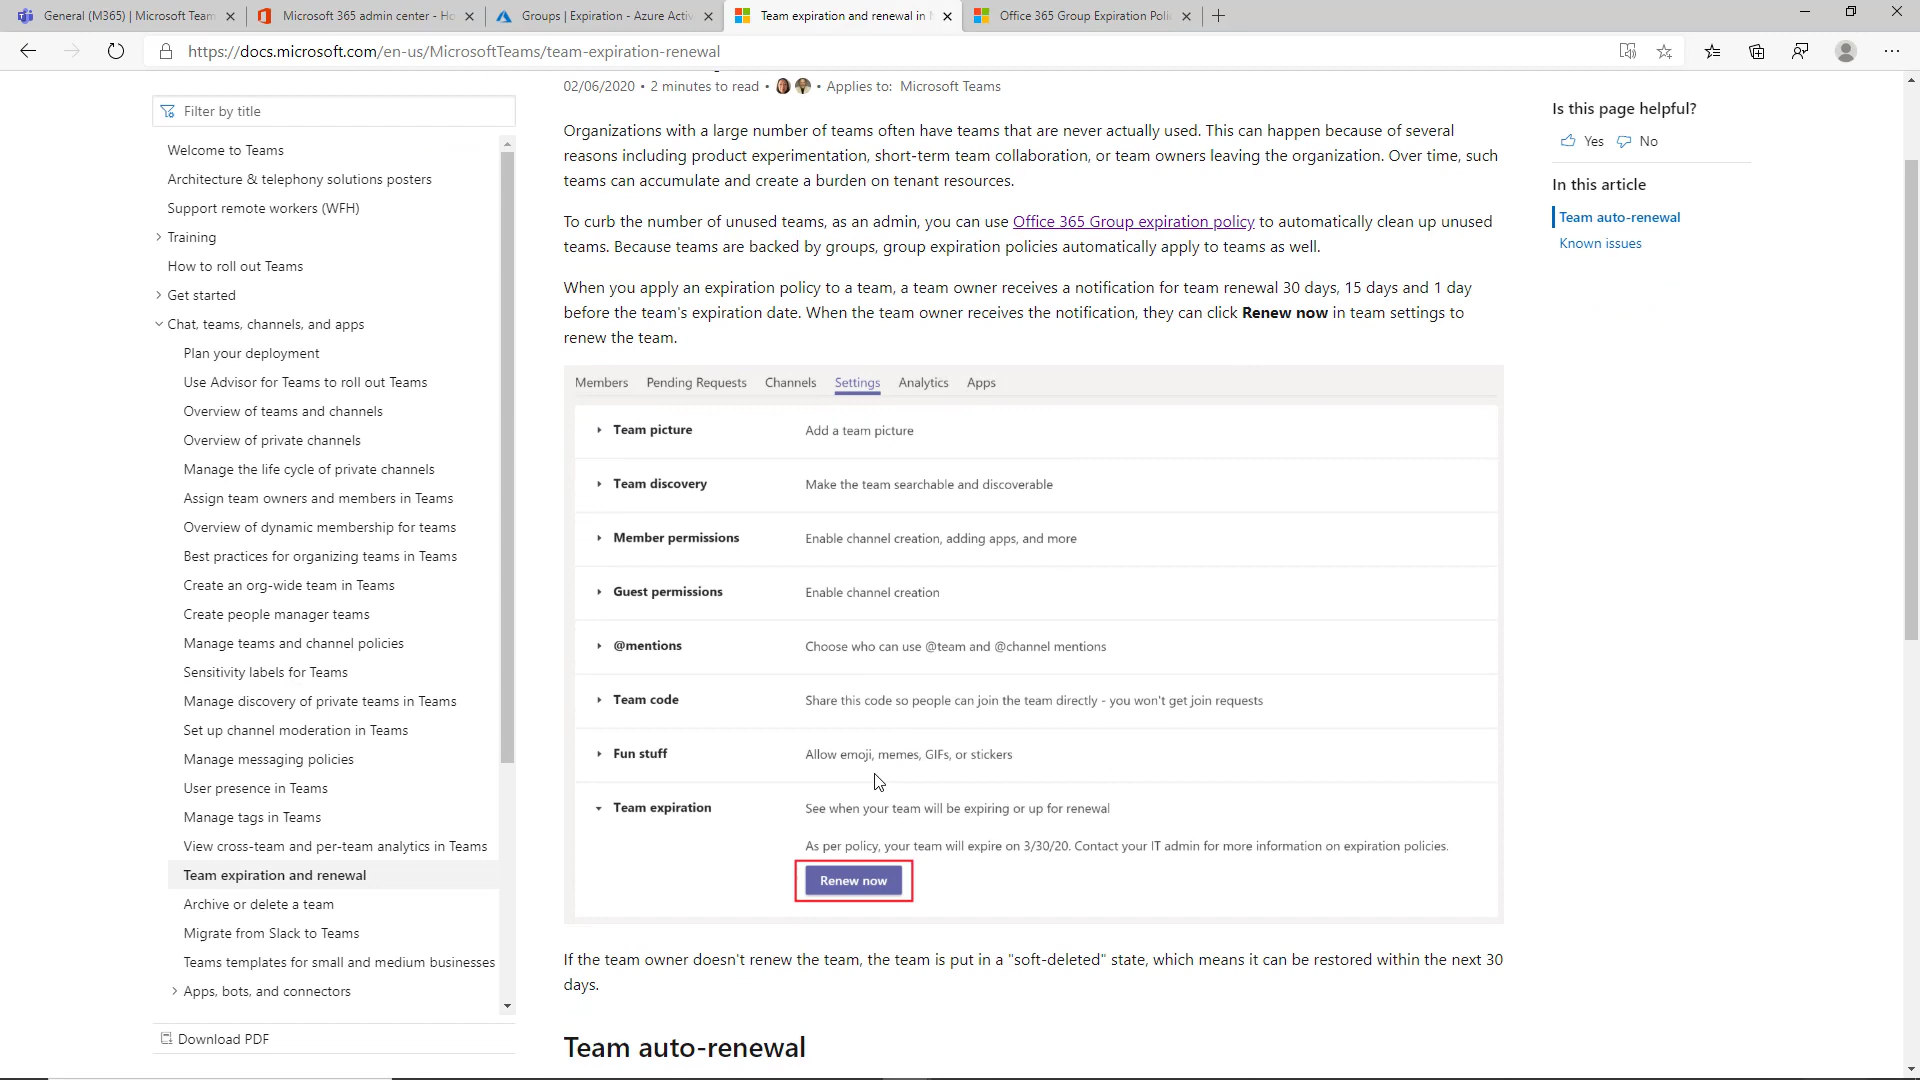 General (M365) | Microsoft Team
Microsoft 365 admin center - Ho
Groups | Expiration - Azure Activ
Team expiration and renewal in
Office 365 Group Expiration Poli
https://docs.microsoft.com/en-us/MicrosoftTeams/team-expiration-renewal
Filter by title
Welcome to Teams
Architecture & telephony solutions posters
Support remote workers (WFH)
Training
How to roll out Teams
Get started
Chat, teams, channels, and apps
Plan your deployment
Use Advisor for Teams to roll out Teams
Overview of teams and channels
Overview of private channels
Manage the life cycle of private channels
Assign team owners and members in Teams
Overview of dynamic membership for teams
Best practices for organizing teams in Teams
Create an org-wide team in Teams
Create people manager teams
Manage teams and channel policies
Sensitivity labels for Teams
Manage discovery of private teams in Teams
Set up channel moderation in Teams
Manage messaging policies
User presence in Teams
Manage tags in Teams
View cross-team and per-team analytics in Teams
Team expiration and renewal
Archive or delete a team
Migrate from Slack to Teams
Teams templates for small and medium businesses
Apps, bots, and connectors
Download PDF
02/06/2020 • 2 minutes to read • • Applies to: Microsoft Teams
Organizations with a large number of teams often have teams that are never actually used. This can happen because of several
reasons including product experimentation, short-term team collaboration, or team owners leaving the organization. Over time, such
teams can accumulate and create a burden on tenant resources.
To curb the number of unused teams, as an admin, you can use Office 365 Group expiration policy to automatically clean up unused
teams. Because teams are backed by groups, group expiration policies automatically apply to teams as well.
When you apply an expiration policy to a team, a team owner receives a notification for team renewal 30 days, 15 days and 1 day
before the team's expiration date. When the team owner receives the notification, they can click Renew now in team settings to
renew the team.
Members Pending Requests Channels Settings Analytics Apps
Team picture Add a team picture
Team discovery Make the team searchable and discoverable
Member permissions Enable channel creation, adding apps, and more
Guest permissions Enable channel creation
@mentions Choose who can use @team and @channel mentions
Team code Share this code so people can join the team directly - you won't get join requests
Fun stuff Allow emoji, memes, GIFs, or stickers
Team expiration See when your team will be expiring or up for renewal
As per policy, your team will expire on 3/30/20. Contact your IT admin for more information on expiration policies.
Renew now
If the team owner doesn't renew the team, the team is put in a "soft-deleted" state, which means it can be restored within the next 30
days.
Team auto-renewal
Is this page helpful?
Yes No
In this article
Team auto-renewal
Known issues